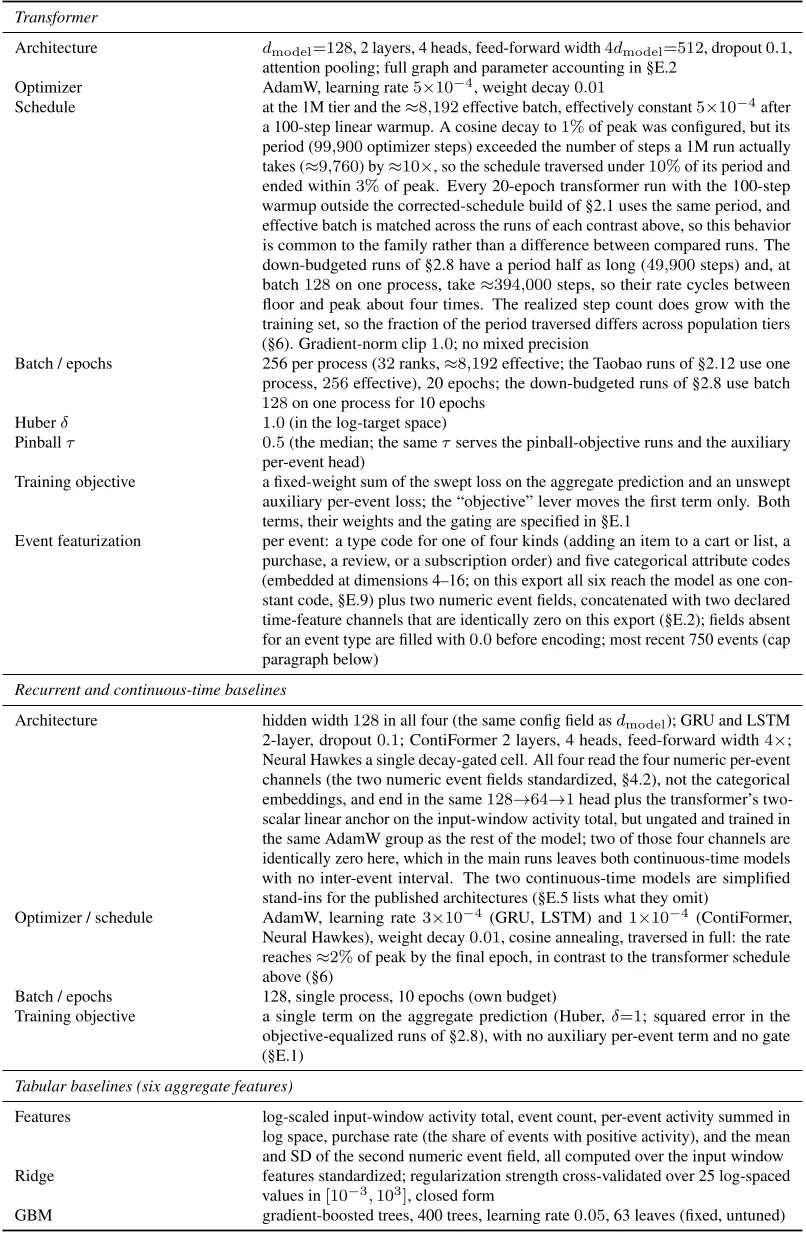 Transformer
Architecture d_model=128, 2 layers, 4 heads, feed-forward width 4d_model=512, dropout 0.1,
attention pooling; full graph and parameter accounting in §E.2
Optimizer AdamW, learning rate 5×10⁻⁴, weight decay 0.01
Schedule at the 1M tier and the ≈8,192 effective batch, effectively constant 5×10⁻⁴ after
a 100-step linear warmup. A cosine decay to 1% of peak was configured, but its
period (99,900 optimizer steps) exceeded the number of steps a 1M run actually
takes (≈9,760) by ≈10×, so the schedule traversed under 10% of its period and
ended within 3% of peak. Every 20-epoch transformer run with the 100-step
warmup outside the corrected-schedule build of §2.1 uses the same period, and
effective batch is matched across the runs of each contrast above, so this behavior
is common to the family rather than a difference between compared runs. The
down-budgeted runs of §2.8 have a period half as long (49,900 steps) and, at
batch 128 on one process, take ≈394,000 steps, so their rate cycles between
floor and peak about four times. The realized step count does grow with the
training set, so the fraction of the period traversed differs across population tiers
(§6). Gradient-norm clip 1.0; no mixed precision
Batch / epochs 256 per process (32 ranks, ≈8,192 effective; the Taobao runs of §2.12 use one
process, 256 effective), 20 epochs; the down-budgeted runs of §2.8 use batch
128 on one process for 10 epochs
Huber δ 1.0 (in the log-target space)
Pinball τ 0.5 (the median; the same τ serves the pinball-objective runs and the auxiliary
per-event head)
Training objective a fixed-weight sum of the swept loss on the aggregate prediction and an unswept
auxiliary per-event loss; the “objective” lever moves the first term only. Both
terms, their weights and the gating are specified in §E.1
Event featurization per event: a type code for one of four kinds (adding an item to a cart or list, a
purchase, a review, or a subscription order) and five categorical attribute codes
(embedded at dimensions 4–16; on this export all six reach the model as one con-
stant code, §E.9) plus two numeric event fields, concatenated with two declared
time-feature channels that are identically zero on this export (§E.2); fields absent
for an event type are filled with 0.0 before encoding; most recent 750 events (cap
paragraph below)
Recurrent and continuous-time baselines
Architecture hidden width 128 in all four (the same config field as d_model); GRU and LSTM
2-layer, dropout 0.1; ContiFormer 2 layers, 4 heads, feed-forward width 4×;
Neural Hawkes a single decay-gated cell. All four read the four numeric per-event
channels (the two numeric event fields standardized, §4.2), not the categorical
embeddings, and end in the same 128→64→1 head plus the transformer’s two-
scalar linear anchor on the input-window activity total, but ungated and trained in
the same AdamW group as the rest of the model; two of those four channels are
identically zero here, which in the main runs leaves both continuous-time models
with no inter-event interval. The two continuous-time models are simplified
stand-ins for the published architectures (§E.5 lists what they omit)
Optimizer / schedule AdamW, learning rate 3×10⁻⁴ (GRU, LSTM) and 1×10⁻⁴ (ContiFormer,
Neural Hawkes), weight decay 0.01, cosine annealing, traversed in full: the rate
reaches ≈2% of peak by the final epoch, in contrast to the transformer schedule
above (§6)
Batch / epochs 128, single process, 10 epochs (own budget)
Training objective a single term on the aggregate prediction (Huber, δ=1; squared error in the
objective-equalized runs of §2.8), with no auxiliary per-event term and no gate
(§E.1)
Tabular baselines (six aggregate features)
Features log-scaled input-window activity total, event count, per-event activity summed in
log space, purchase rate (the share of events with positive activity), and the mean
and SD of the second numeric event field, all computed over the input window
Ridge features standardized; regularization strength cross-validated over 25 log-spaced
values in [10⁻³, 10³], closed form
GBM gradient-boosted trees, 400 trees, learning rate 0.05, 63 leaves (fixed, untuned)